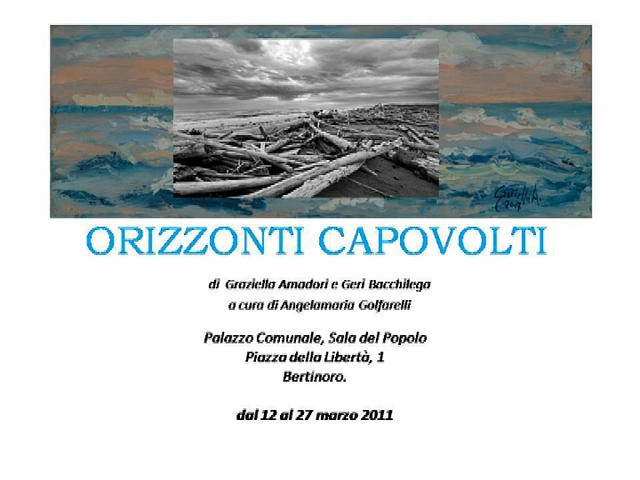 ORIZZONTI CAPOVOLTI
di Graziella Amadori e Geri Bacchilega
a cura di Angelamaria Golfarelli
Palazzo Comunale, Sala del Popolo
Piazza della Libertà, 1
Bertinoro.
dal 12 al 27 marzo 2011